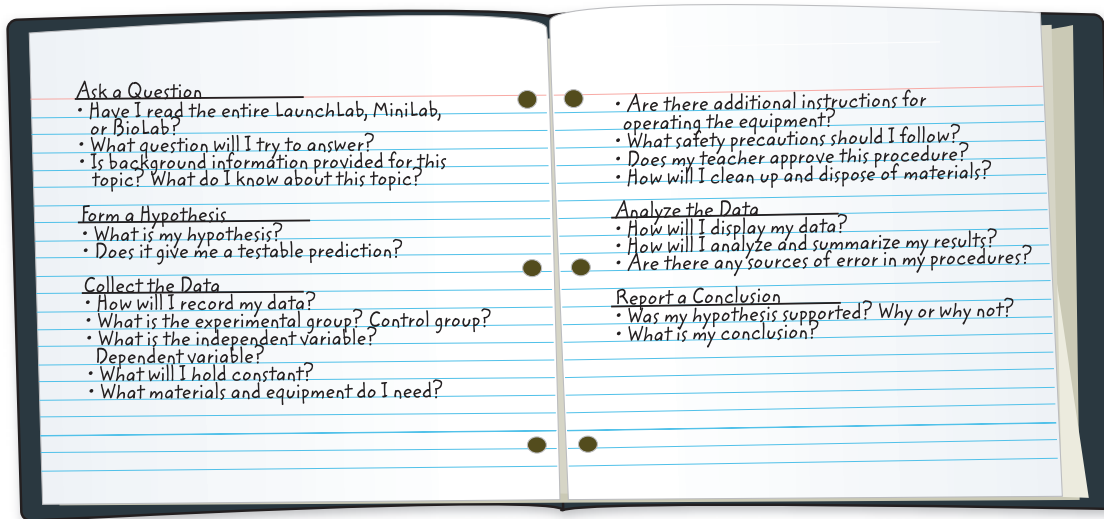 Ask a Question
• Have I read the entire LaunchLab, MiniLab,
or BioLab?
• What question will I try to answer?
• Is background information provided for this
topic? What do I know about this topic?
Form a Hypothesis
• What is my hypothesis?
• Does it give me a testable prediction?
Collect the Data
• How will I record my data?
• What is the experimental group? Control group?
• What is the independent variable?
Dependent variable?
• What will I hold constant?
• What materials and equipment do I need?
• Are there additional instructions for
operating the equipment?
• What safety precautions should I follow?
• Does my teacher approve this procedure?
• How will I clean up and dispose of materials?
Analyze the Data
• How will I display my data?
• How will I analyze and summarize my results?
• Are there any sources of error in my procedures?
Report a Conclusion
• Was my hypothesis supported? Why or why not?
• What is my conclusion?